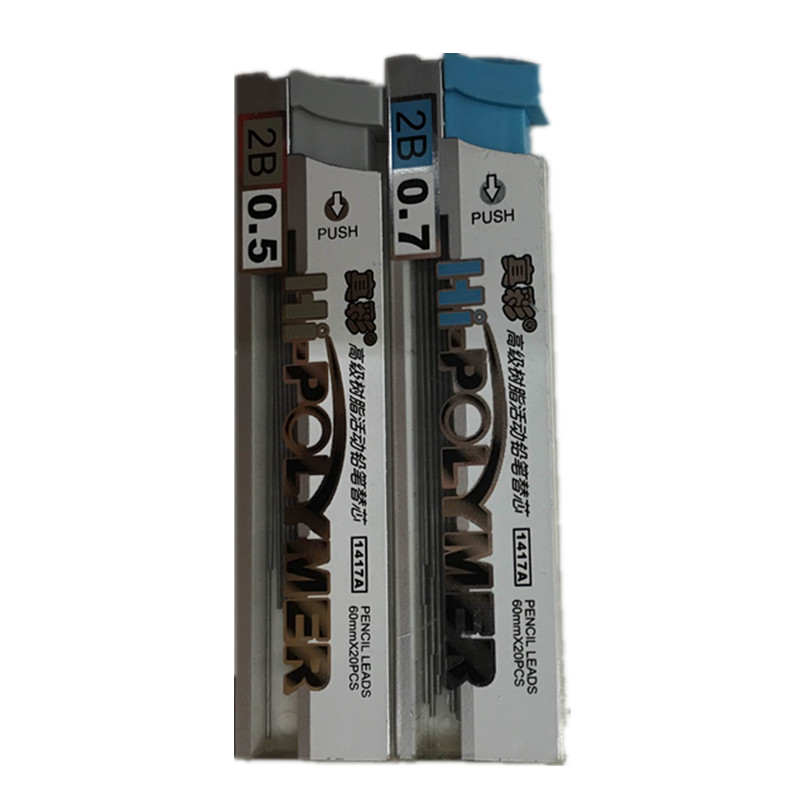 2B
0.5
PUSH
真彩®
高级树脂活动铅笔替芯
1417A
Hi-POLYMER
PENCIL LEADS
60mmX20PCS
2B
0.7
PUSH
真彩®
高级树脂活动铅笔替芯
1417A
Hi-POLYMER
PENCIL LEADS
60mmX20PCS